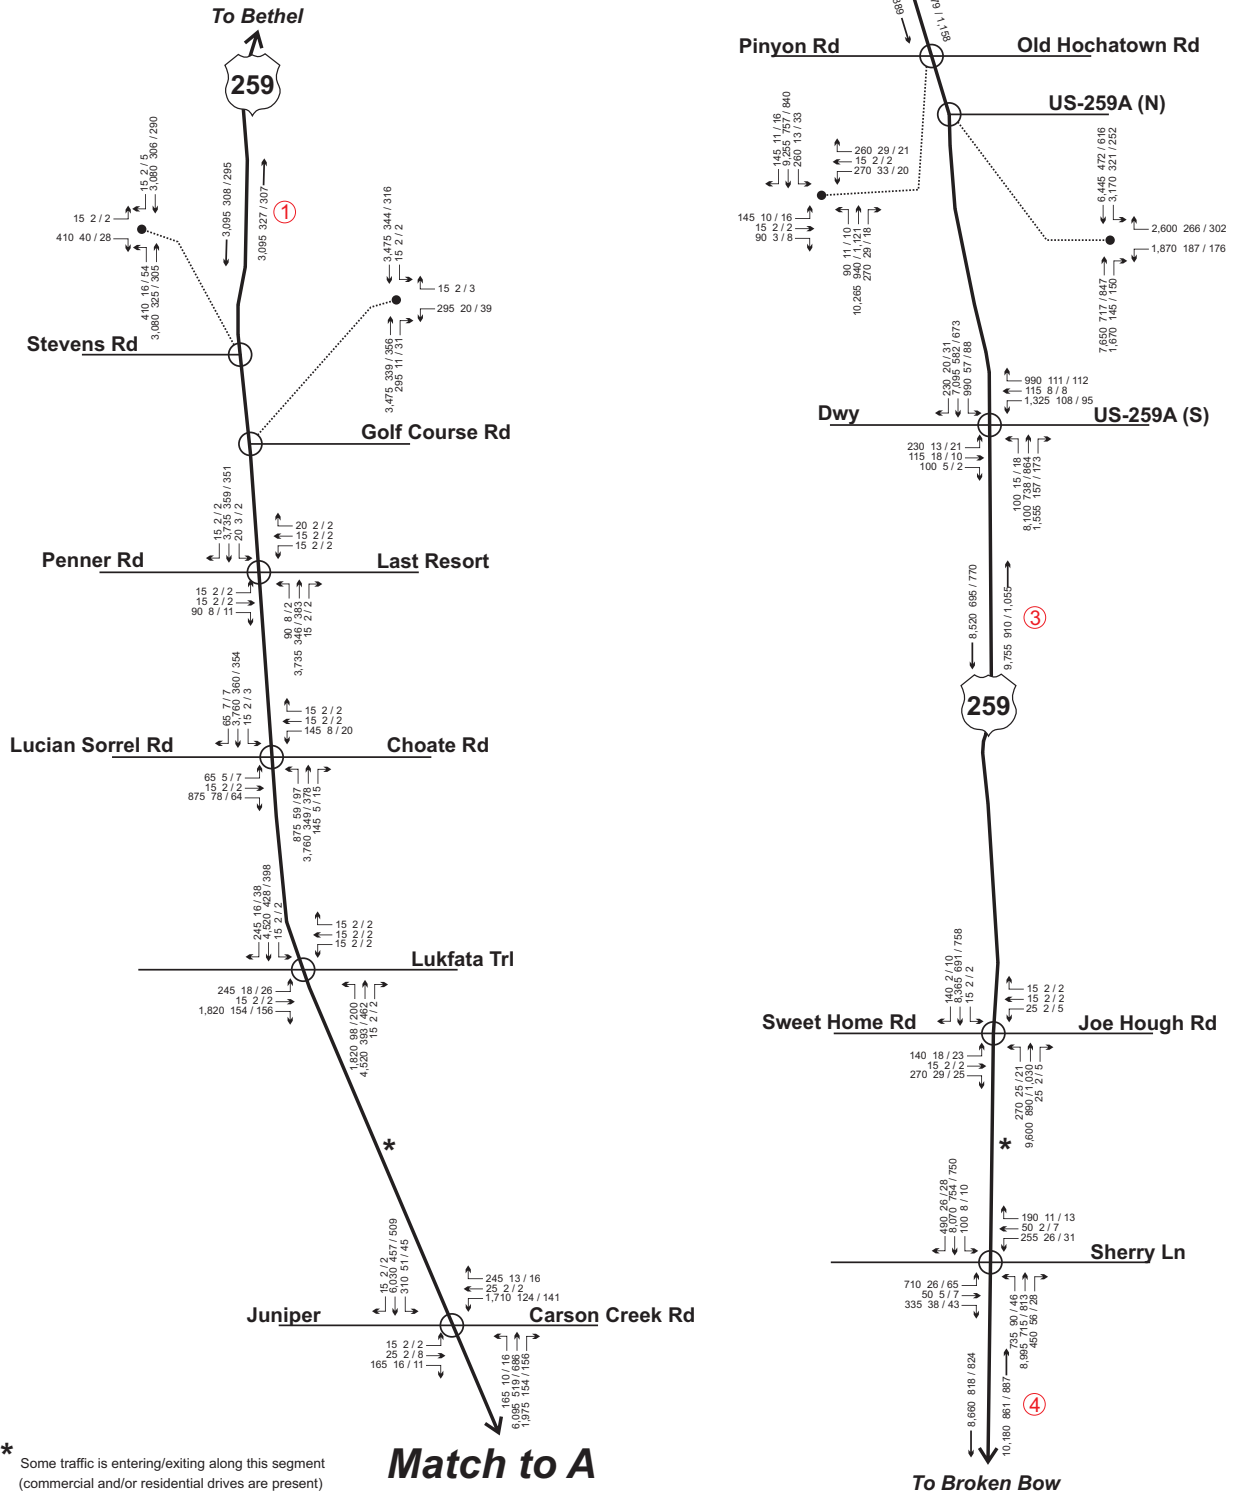 To Bethel
259
15 2 / 5
3,080 306 / 290
15 2 / 2
410 40 / 28
410 16 / 54
3,080 325 / 305
3,095 308 / 295
3,095 327 / 307
1
Stevens Rd
3,475 344 / 316
15 2 / 2
15 2 / 3
295 20 / 39
3,475 339 / 356
295 11 / 31
Golf Course Rd
15 2 / 2
3,735 359 / 351
20 3 / 2
20 2 / 2
15 2 / 2
15 2 / 2
Penner Rd
Last Resort
15 2 / 2
15 2 / 2
90 8 / 11
90 8 / 2
3,735 346 / 383
15 2 / 2
65 7 / 7
3,760 360 / 354
15 2 / 3
15 2 / 2
15 2 / 2
145 8 / 20
Lucian Sorrel Rd
Choate Rd
65 5 / 7
15 2 / 2
875 78 / 64
875 59 / 97
3,760 349 / 378
145 5 / 15
245 16 / 38
4,520 428 / 398
15 2 / 2
15 2 / 2
15 2 / 2
15 2 / 2
Lukfata Trl
245 18 / 26
15 2 / 2
1,820 154 / 156
1,820 98 / 200
4,520 393 / 462
15 2 / 2
*
15 2 / 2
6,030 457 / 509
310 51 / 45
245 13 / 16
25 2 / 2
1,710 124 / 141
Juniper
Carson Creek Rd
15 2 / 2
25 2 / 8
165 16 / 11
165 10 / 16
6,095 519 / 686
1,975 154 / 156
Match to A
* Some traffic is entering/exiting along this segment
(commercial and/or residential drives are present)
/ 1,158
Pinyon Rd
Old Hochatown Rd
145 11 / 16
9,255 757 / 840
260 13 / 33
260 29 / 21
15 2 / 2
270 33 / 20
145 10 / 16
15 2 / 2
90 3 / 8
90 11 / 10
10,265 940 / 1,121
270 29 / 18
US-259A (N)
6,445 472 / 616
3,170 321 / 252
2,600 266 / 302
1,870 187 / 176
7,650 717 / 847
1,670 145 / 150
230 20 / 31
7,095 582 / 673
990 57 / 88
990 111 / 112
115 8 / 8
1,325 108 / 95
Dwy
US-259A (S)
230 13 / 21
115 18 / 10
100 5 / 2
100 15 / 18
8,100 738 / 864
1,555 157 / 173
8,520 695 / 770
9,755 910 / 1,055
3
259
140 2 / 10
8,365 691 / 758
15 2 / 2
15 2 / 2
15 2 / 2
25 2 / 5
Sweet Home Rd
Joe Hough Rd
140 18 / 23
15 2 / 2
270 29 / 25
270 25 / 21
9,600 890 / 1,030
25 2 / 5
*
490 26 / 28
8,070 754 / 750
100 8 / 10
190 11 / 13
50 2 / 7
255 26 / 31
Sherry Ln
710 26 / 65
50 5 / 7
335 38 / 43
735 90 / 46
8,995 715 / 813
450 56 / 28
8,660 818 / 824
10,180 861 / 887
4
To Broken Bow